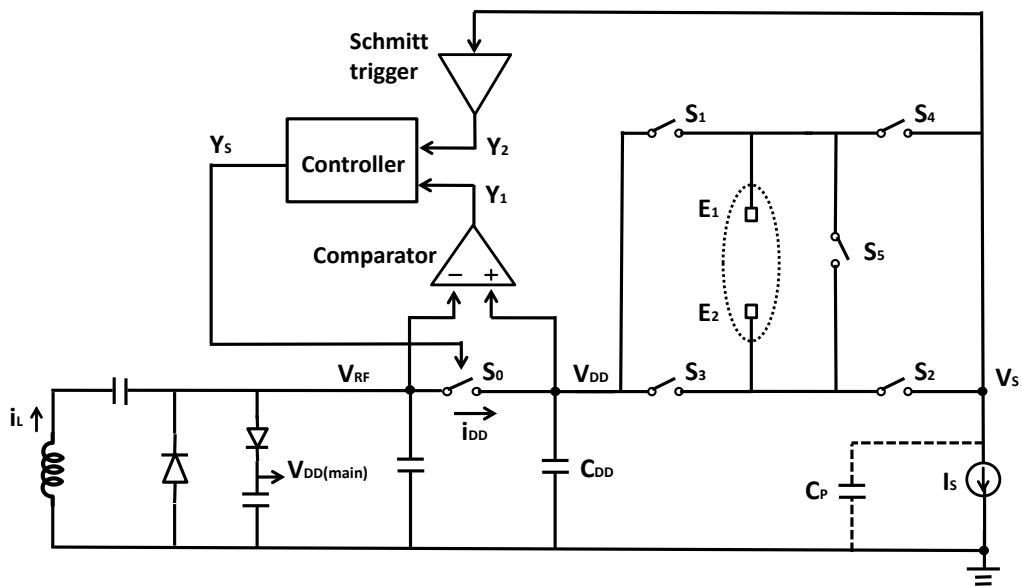 Schmitt
trigger
S1
S4
YS
Controller
Y2
Y1
E1
Comparator
− +
S5
E2
VRF
S0
VDD
S3
S2
VS
iL
iDD
VDD(main)
CDD
CP
IS